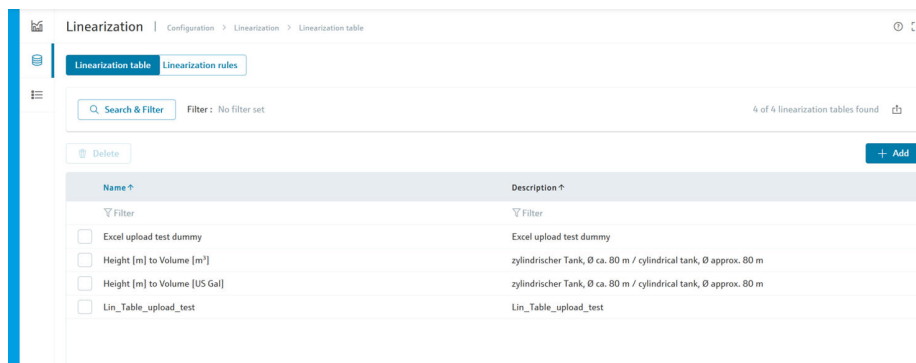 Linearization | Configuration > Linearization > Linearization table
Linearization table Linearization rules
Search & Filter Filter : No filter set 4 of 4 linearization tables found
Delete
+ Add
Name ↑ Description ↑
Filter Filter
Excel upload test dummy Excel upload test dummy
Height [m] to Volume [m³] zylindrischer Tank, Ø ca. 80 m / cylindrical tank, Ø approx. 80 m
Height [m] to Volume [US Gal] zylindrischer Tank, Ø ca. 80 m / cylindrical tank, Ø approx. 80 m
Lin_Table_upload_test Lin_Table_upload_test